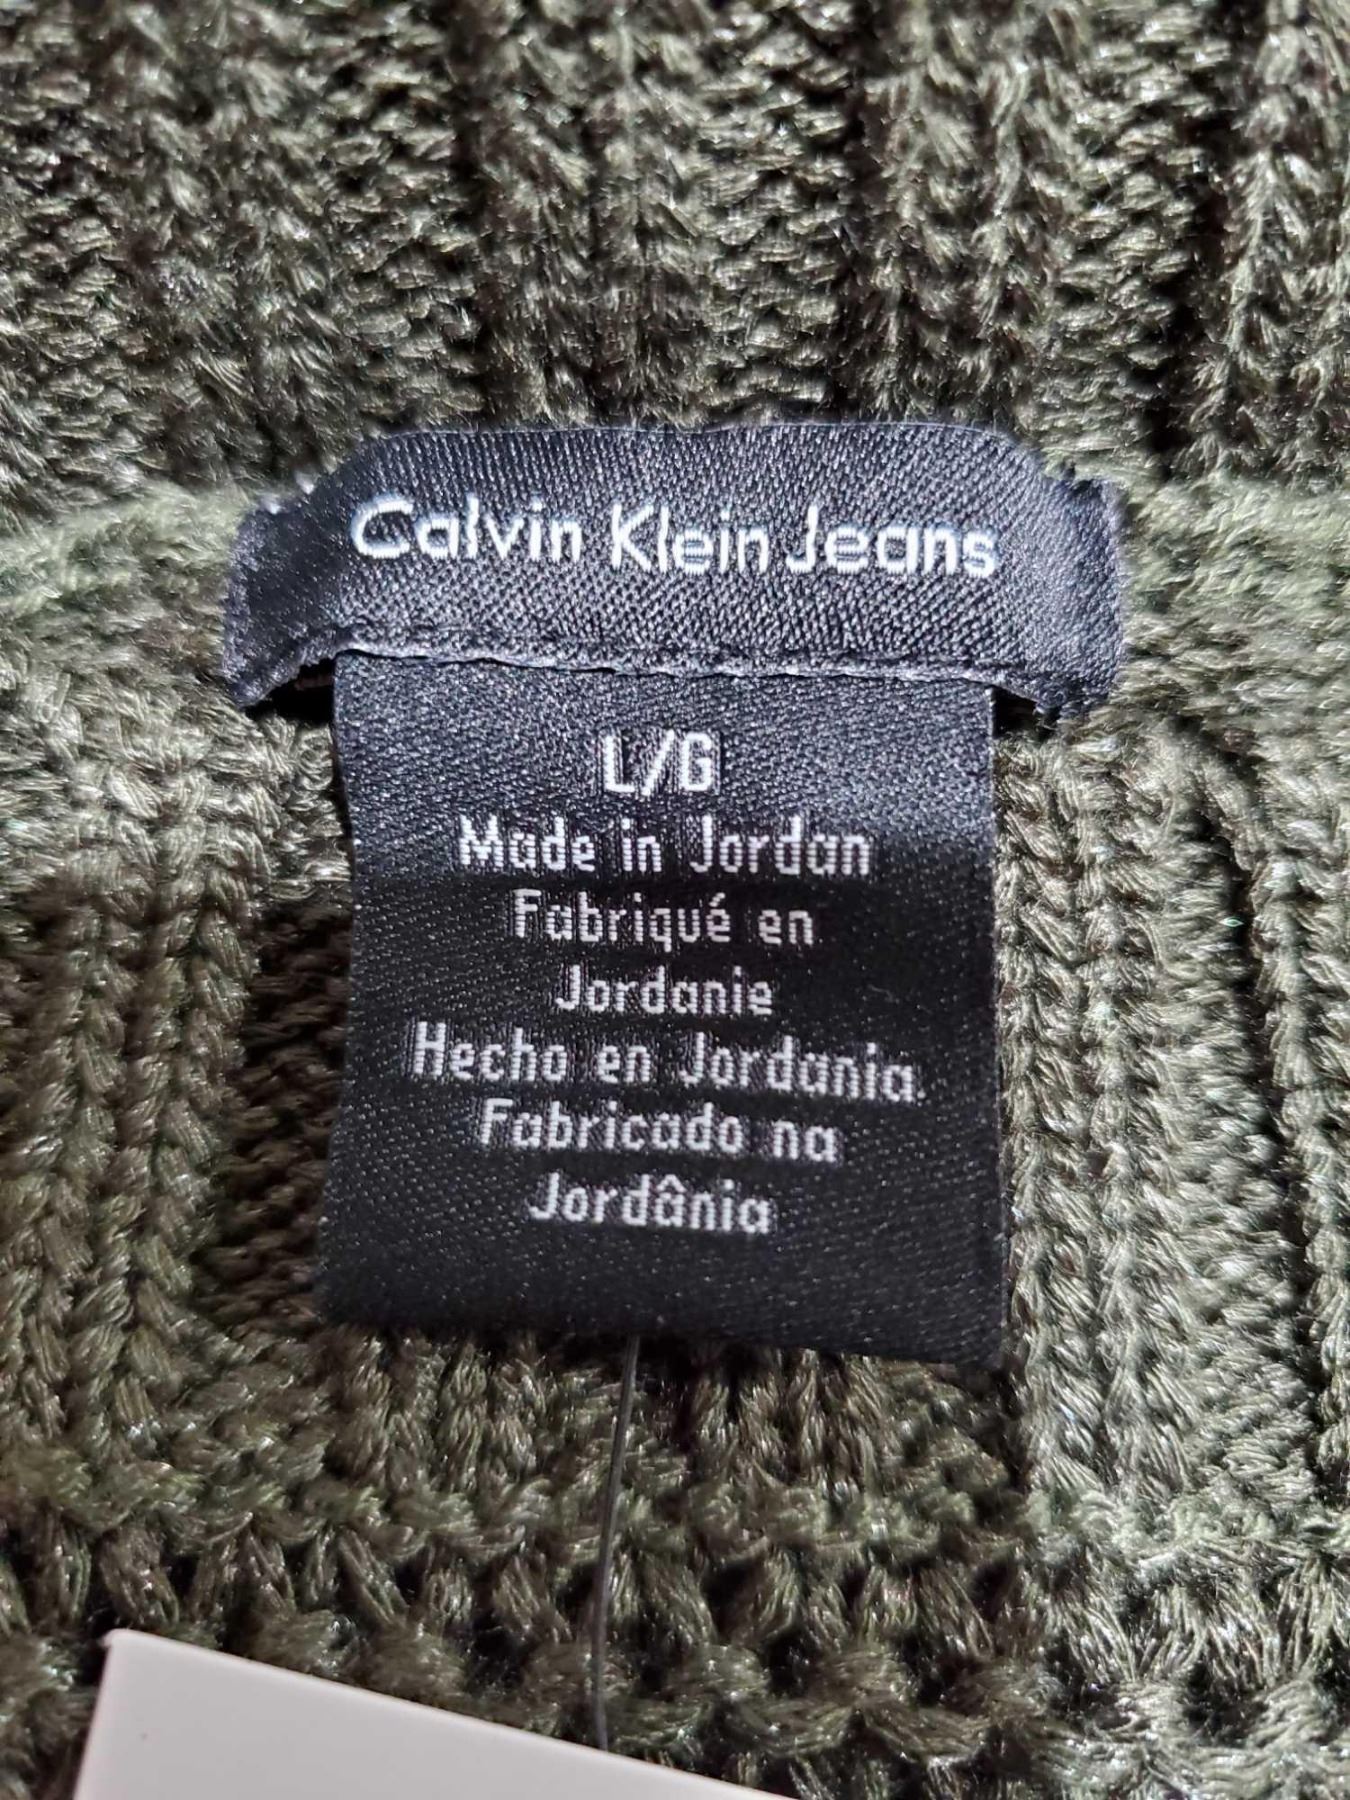 Calvin Klein Jeans
L/G
Made in Jordan
Fabriqué en
Jordanie
Hecho en Jordania.
Fabricado na
Jordânia